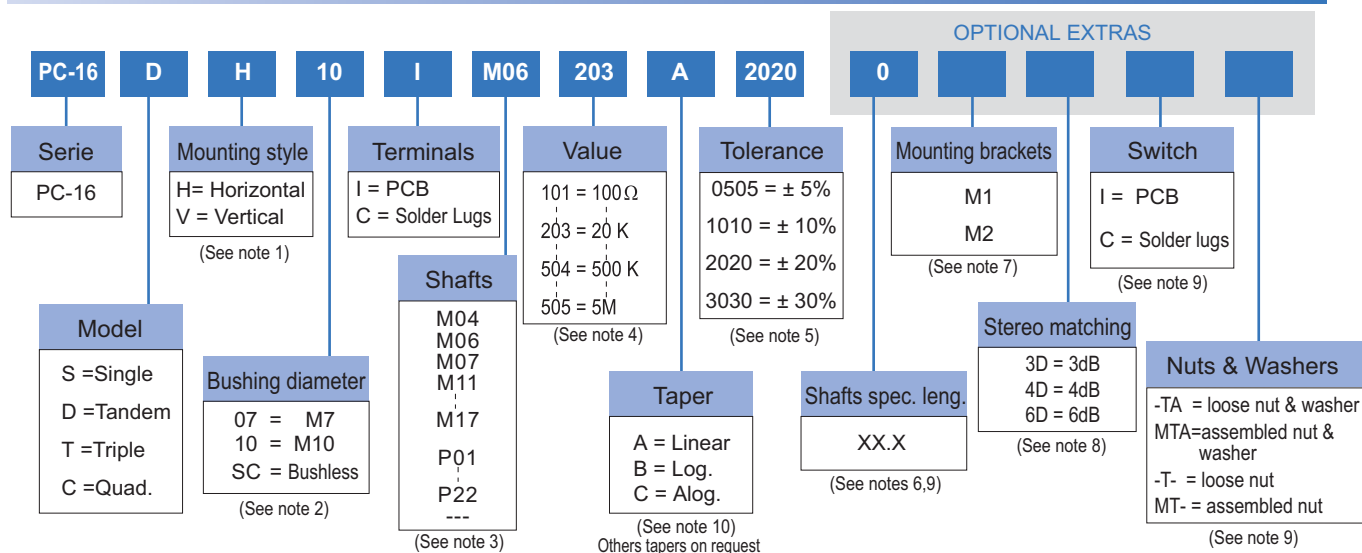 OPTIONAL EXTRAS
PC-16 D H 10 I M06 203 A 2020 0
Serie
PC-16
Mounting style
H= Horizontal
V = Vertical
(See note 1)
Terminals
I = PCB
C = Solder Lugs
Value
101 = 100Ω
203 = 20 K
504 = 500 K
505 = 5M
(See note 4)
Tolerance
0505 = ± 5%
1010 = ± 10%
2020 = ± 20%
3030 = ± 30%
(See note 5)
Mounting brackets
M1
M2
(See note 7)
Switch
I = PCB
C = Solder lugs
(See note 9)
Model
S =Single
D =Tandem
T =Triple
C =Quad.
Bushing diameter
07 = M7
10 = M10
SC = Bushless
(See note 2)
Shafts
M04
M06
M07
M11
M17
P01
P22
---
(See note 3)
Taper
A = Linear
B = Log.
C = Alog.
(See note 10)
Others tapers on request
Shafts spec. leng.
XX.X
(See notes 6,9)
Stereo matching
3D = 3dB
4D = 4dB
6D = 6dB
(See note 8)
Nuts & Washers
-TA = loose nut & washer
MTA=assembled nut &
washer
-T- = loose nut
MT- = assembled nut
(See note 9)